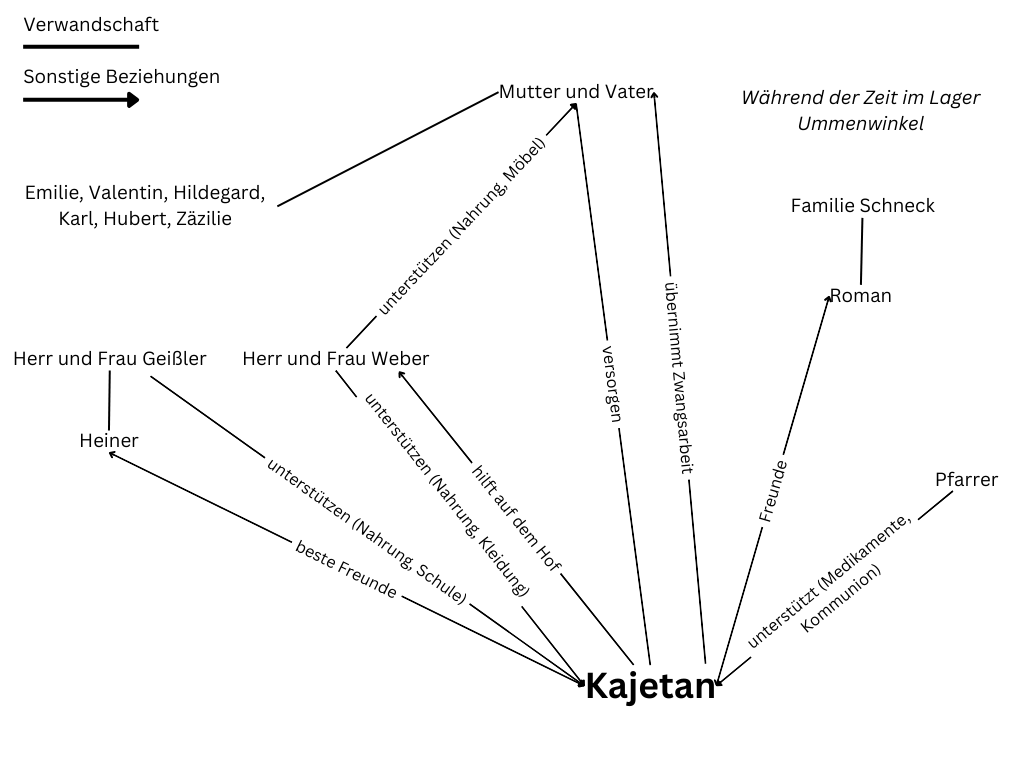 Verwandschaft
Sonstige Beziehungen
Mutter und Vater
Während der Zeit im Lager
Ummenwinkel
Emilie, Valentin, Hildegard,
Karl, Hubert, Zäzilie
unterstützen (Nahrung, Möbel)
Familie Schneck
Roman
übernimmt Zwangsarbeit
versorgen
Herr und Frau Geißler
Herr und Frau Weber
Heiner
unterstützen (Nahrung, Schule)
beste Freunde
unterstützen (Nahrung, Kleidung)
hilft auf dem Hof
Freunde
Pfarrer
unterstützt (Medikamente,
Kommunion)
Kajetan